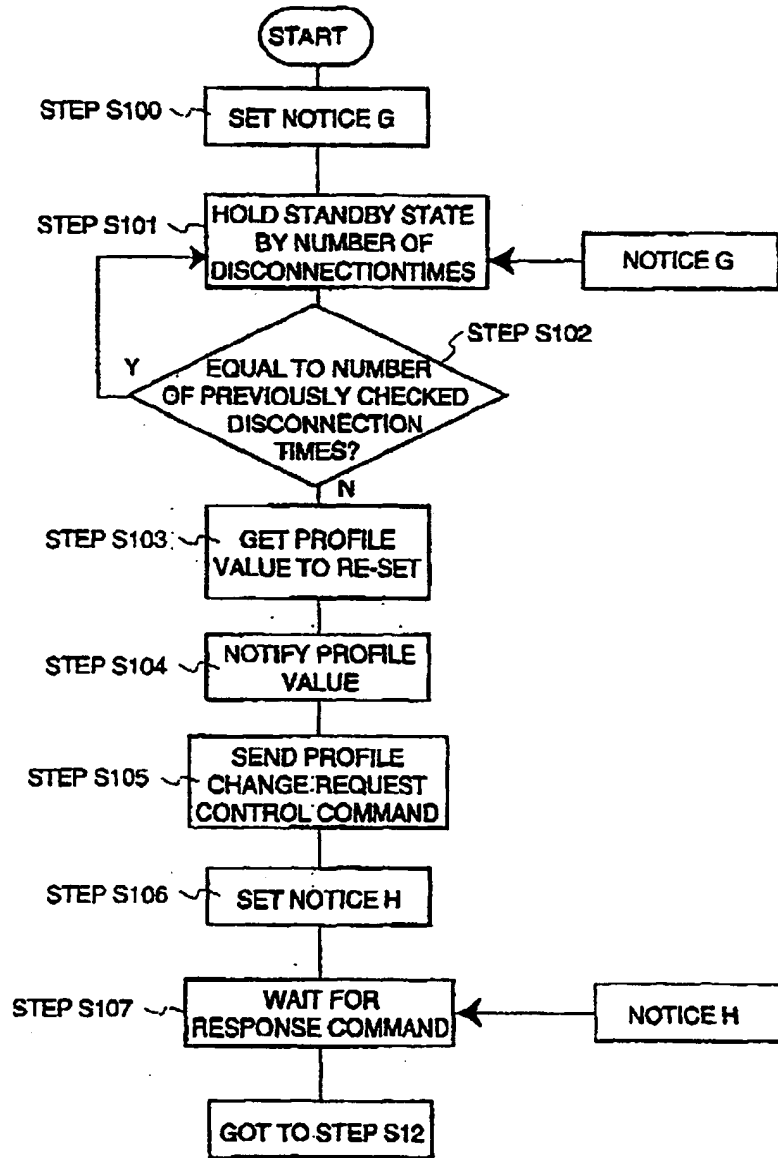 START
STEP S100
SET NOTICE G
STEP S101
HOLD STANDBY STATE
BY NUMBER OF
DISCONNECTIONTIMES
NOTICE G
STEP S102
Y
EQUAL TO NUMBER
OF PREVIOUSLY CHECKED
DISCONNECTION
TIMES?
N
STEP S103
GET PROFILE
VALUE TO RE-SET
STEP S104
NOTIFY PROFILE
VALUE
STEP S105
SEND PROFILE
CHANGE REQUEST
CONTROL COMMAND
STEP S106
SET NOTICE H
STEP S107
WAIT FOR
RESPONSE COMMAND
NOTICE H
GOT TO STEP S12